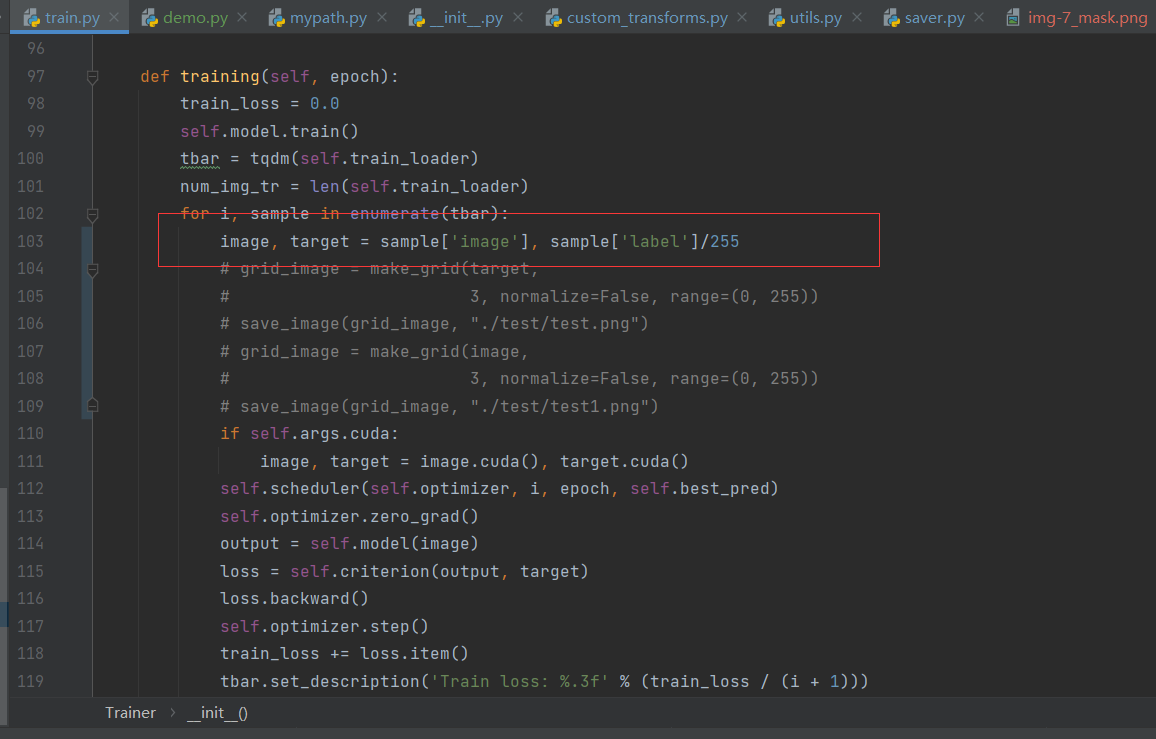 train.py demo.py mypath.py __init__.py custom_transforms.py utils.py saver.py img-7_mask.png
96
97 def training(self, epoch):
98 train_loss = 0.0
99 self.model.train()
100 tbar = tqdm(self.train_loader)
101 num_img_tr = len(self.train_loader)
102 for i, sample in enumerate(tbar):
103 image, target = sample['image'], sample['label']/255
104 # grid_image = make_grid(target,
105 # 3, normalize=False, range=(0, 255))
106 # save_image(grid_image, "./test/test.png")
107 # grid_image = make_grid(image,
108 # 3, normalize=False, range=(0, 255))
109 # save_image(grid_image, "./test/test1.png")
110 if self.args.cuda:
111 image, target = image.cuda(), target.cuda()
112 self.scheduler(self.optimizer, i, epoch, self.best_pred)
113 self.optimizer.zero_grad()
114 output = self.model(image)
115 loss = self.criterion(output, target)
116 loss.backward()
117 self.optimizer.step()
118 train_loss += loss.item()
119 tbar.set_description('Train loss: %.3f' % (train_loss / (i + 1)))
Trainer › __init__()